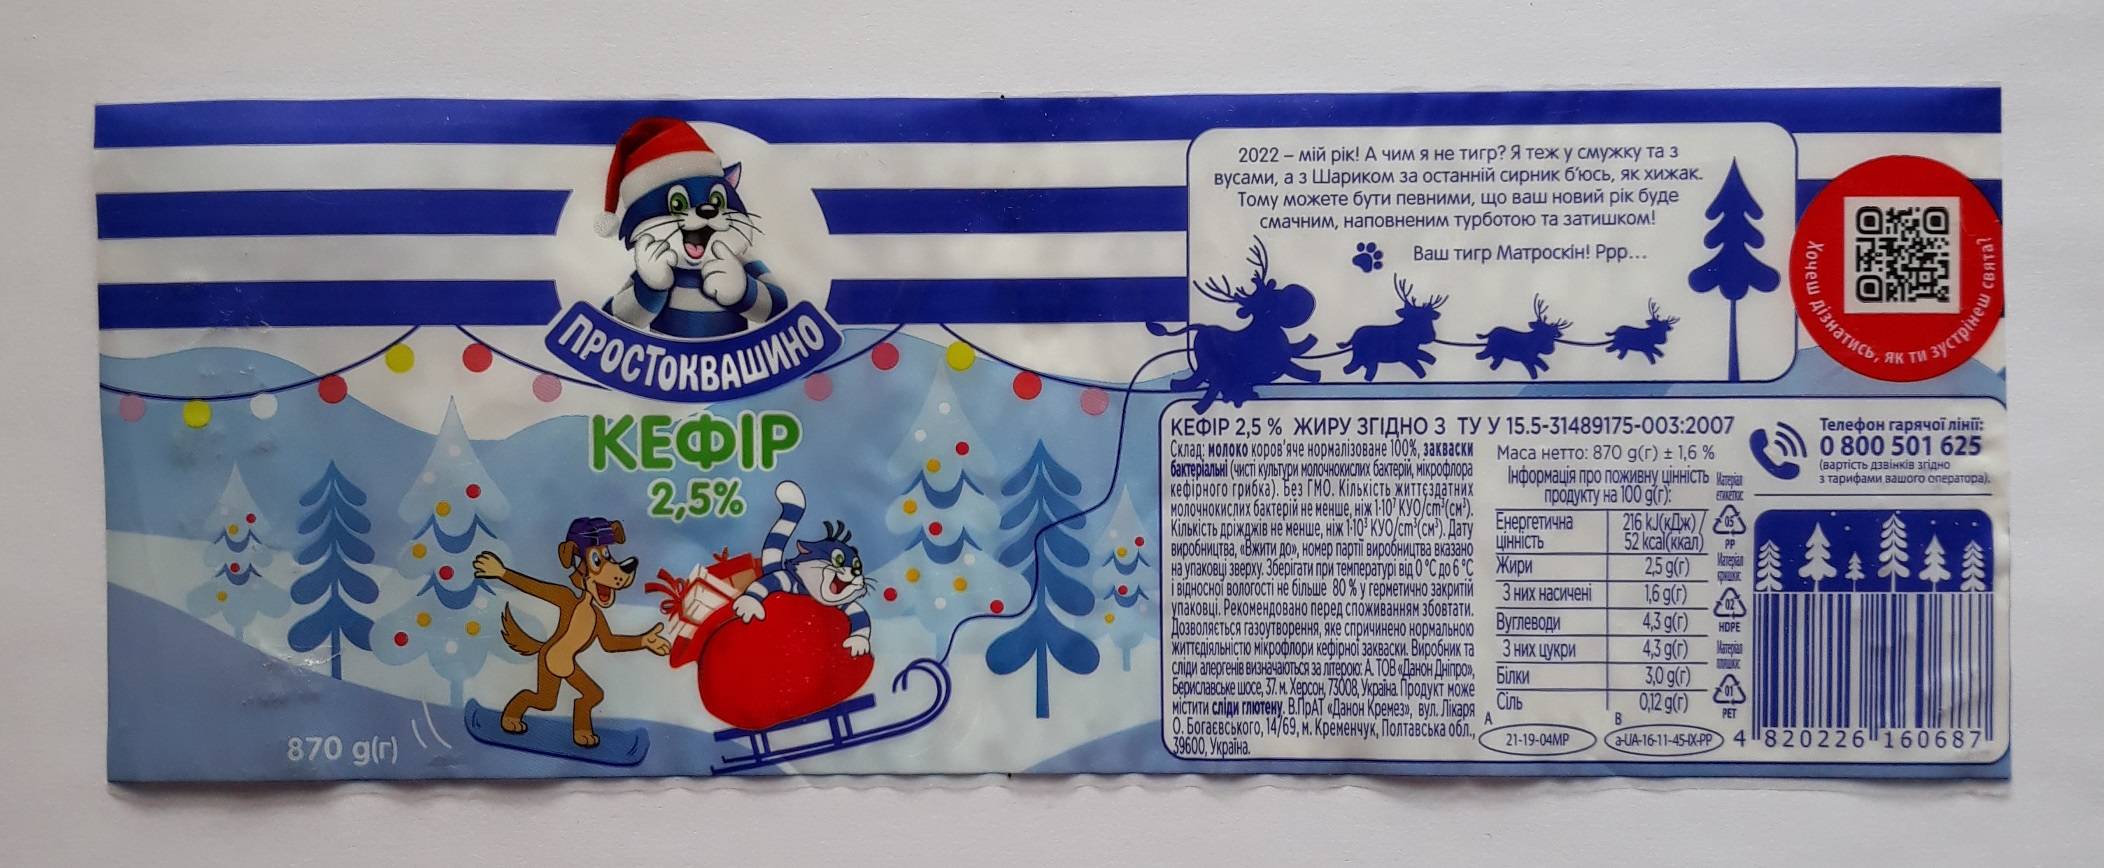 ПРОСТОКВАШИНО
КЕФІР
2,5%
870 g(г)
2022 – мій рік! А чим я не тигр? Я теж у смужку та з
вусами, а з Шариком за останній сирник б'юсь, як хижак.
Тому можете бути певними, що ваш новий рік буде
смачним, наповненим турботою та затишком!
Ваш тигр Матроскін! Ррр...
Хочеш дізнатись, як ти зустрінеш свята?
КЕФІР 2,5 % ЖИРУ ЗГІДНО З ТУ У 15.5-31489175-003:2007
Склад: молоко коров'яче нормалізоване 100%, закваски
бактеріальні (чисті культури молочнокислих бактерій, мікрофлора
кефірного грибка). Без ГМО. Кількість життєздатних
молочнокислих бактерій не менше, ніж 1·10⁷ КУО/cm³(см³).
Кількість дріжджів не менше, ніж 1·10³ КУО/cm³(см³). Дату
виробництва, «Вжити до», номер партії виробництва вказано
на упаковці зверху. Зберігати при температурі від 0 °C до 6 °C
і відносної вологості не більше 80 % у герметично закритій
упаковці. Рекомендовано перед споживанням збовтати.
Дозволяється газоутворення, яке спричинено нормальною
життєдіяльністю мікрофлори кефірної закваски. Виробник та
сліди алергенів визначаються за літерою: А. ТОВ «Данон Дніпро»,
Бериславське шосе, 37, м. Херсон, 73008, Україна. Продукт може
містити сліди глютену. В.ПрАТ «Данон Кремез», вул. Лікаря
О. Богаєвського, 14/69, м. Кременчук, Полтавська обл.,
39600, Україна.
Маса нетто: 870 g(г) ± 1,6 %
Інформація про поживну цінність
продукту на 100 g(г):
Енергетична цінність 216 kJ(кДж) / 52 kcal(ккал)
Жири 2,5 g(г)
З них насичені 1,6 g(г)
Вуглеводи 4,3 g(г)
З них цукри 4,3 g(г)
Білки 3,0 g(г)
Сіль 0,12 g(г)
A
21-19-04МР
B
a-UA-16-11-45-IX-PP
Матеріал
етикетки:
05
PP
Матеріал
кришки:
02
HDPE
Матеріал
пляшки:
01
PET
Телефон гарячої лінії:
0 800 501 625
(вартість дзвінків згідно
з тарифами вашого оператора).
4 820226 160687